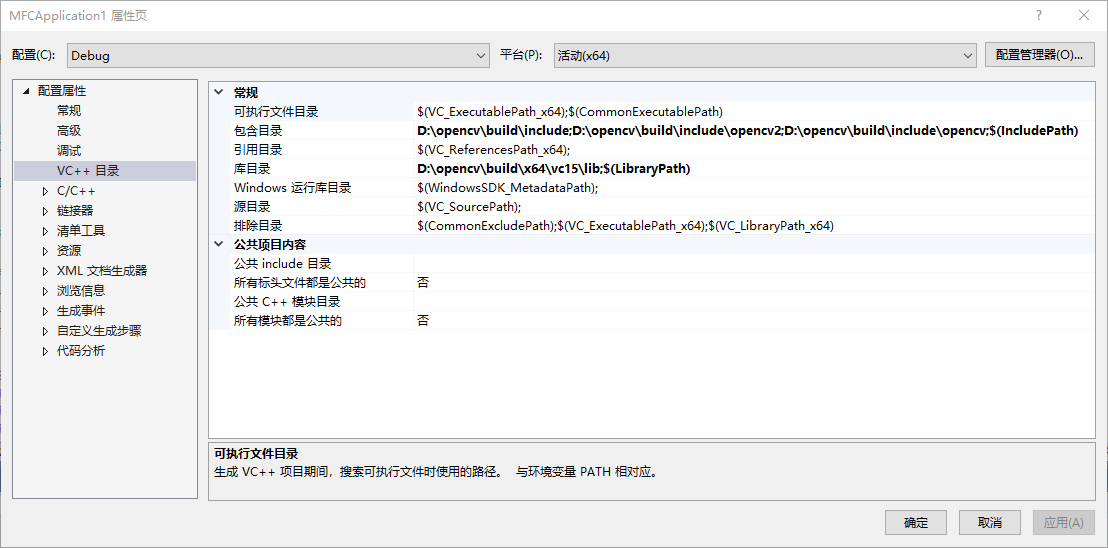 MFCApplication1 属性页
配置(C): Debug 平台(P): 活动(x64) 配置管理器(O)...
配置属性
常规
高级
调试
VC++ 目录
C/C++
链接器
清单工具
资源
XML 文档生成器
浏览信息
生成事件
自定义生成步骤
代码分析
常规
可执行文件目录 $(VC_ExecutablePath_x64);$(CommonExecutablePath)
包含目录 D:\opencv\build\include;D:\opencv\build\include\opencv2;D:\opencv\build\include\opencv;$(IncludePath)
引用目录 $(VC_ReferencesPath_x64);
库目录 D:\opencv\build\x64\vc15\lib;$(LibraryPath)
Windows 运行库目录 $(WindowsSDK_MetadataPath);
源目录 $(VC_SourcePath);
排除目录 $(CommonExcludePath);$(VC_ExecutablePath_x64);$(VC_LibraryPath_x64)
公共项目内容
公共 include 目录
所有标头文件都是公共的 否
公共 C++ 模块目录
所有模块都是公共的 否
可执行文件目录
生成 VC++ 项目期间，搜索可执行文件时使用的路径。 与环境变量 PATH 相对应。
确定 取消 应用(A)